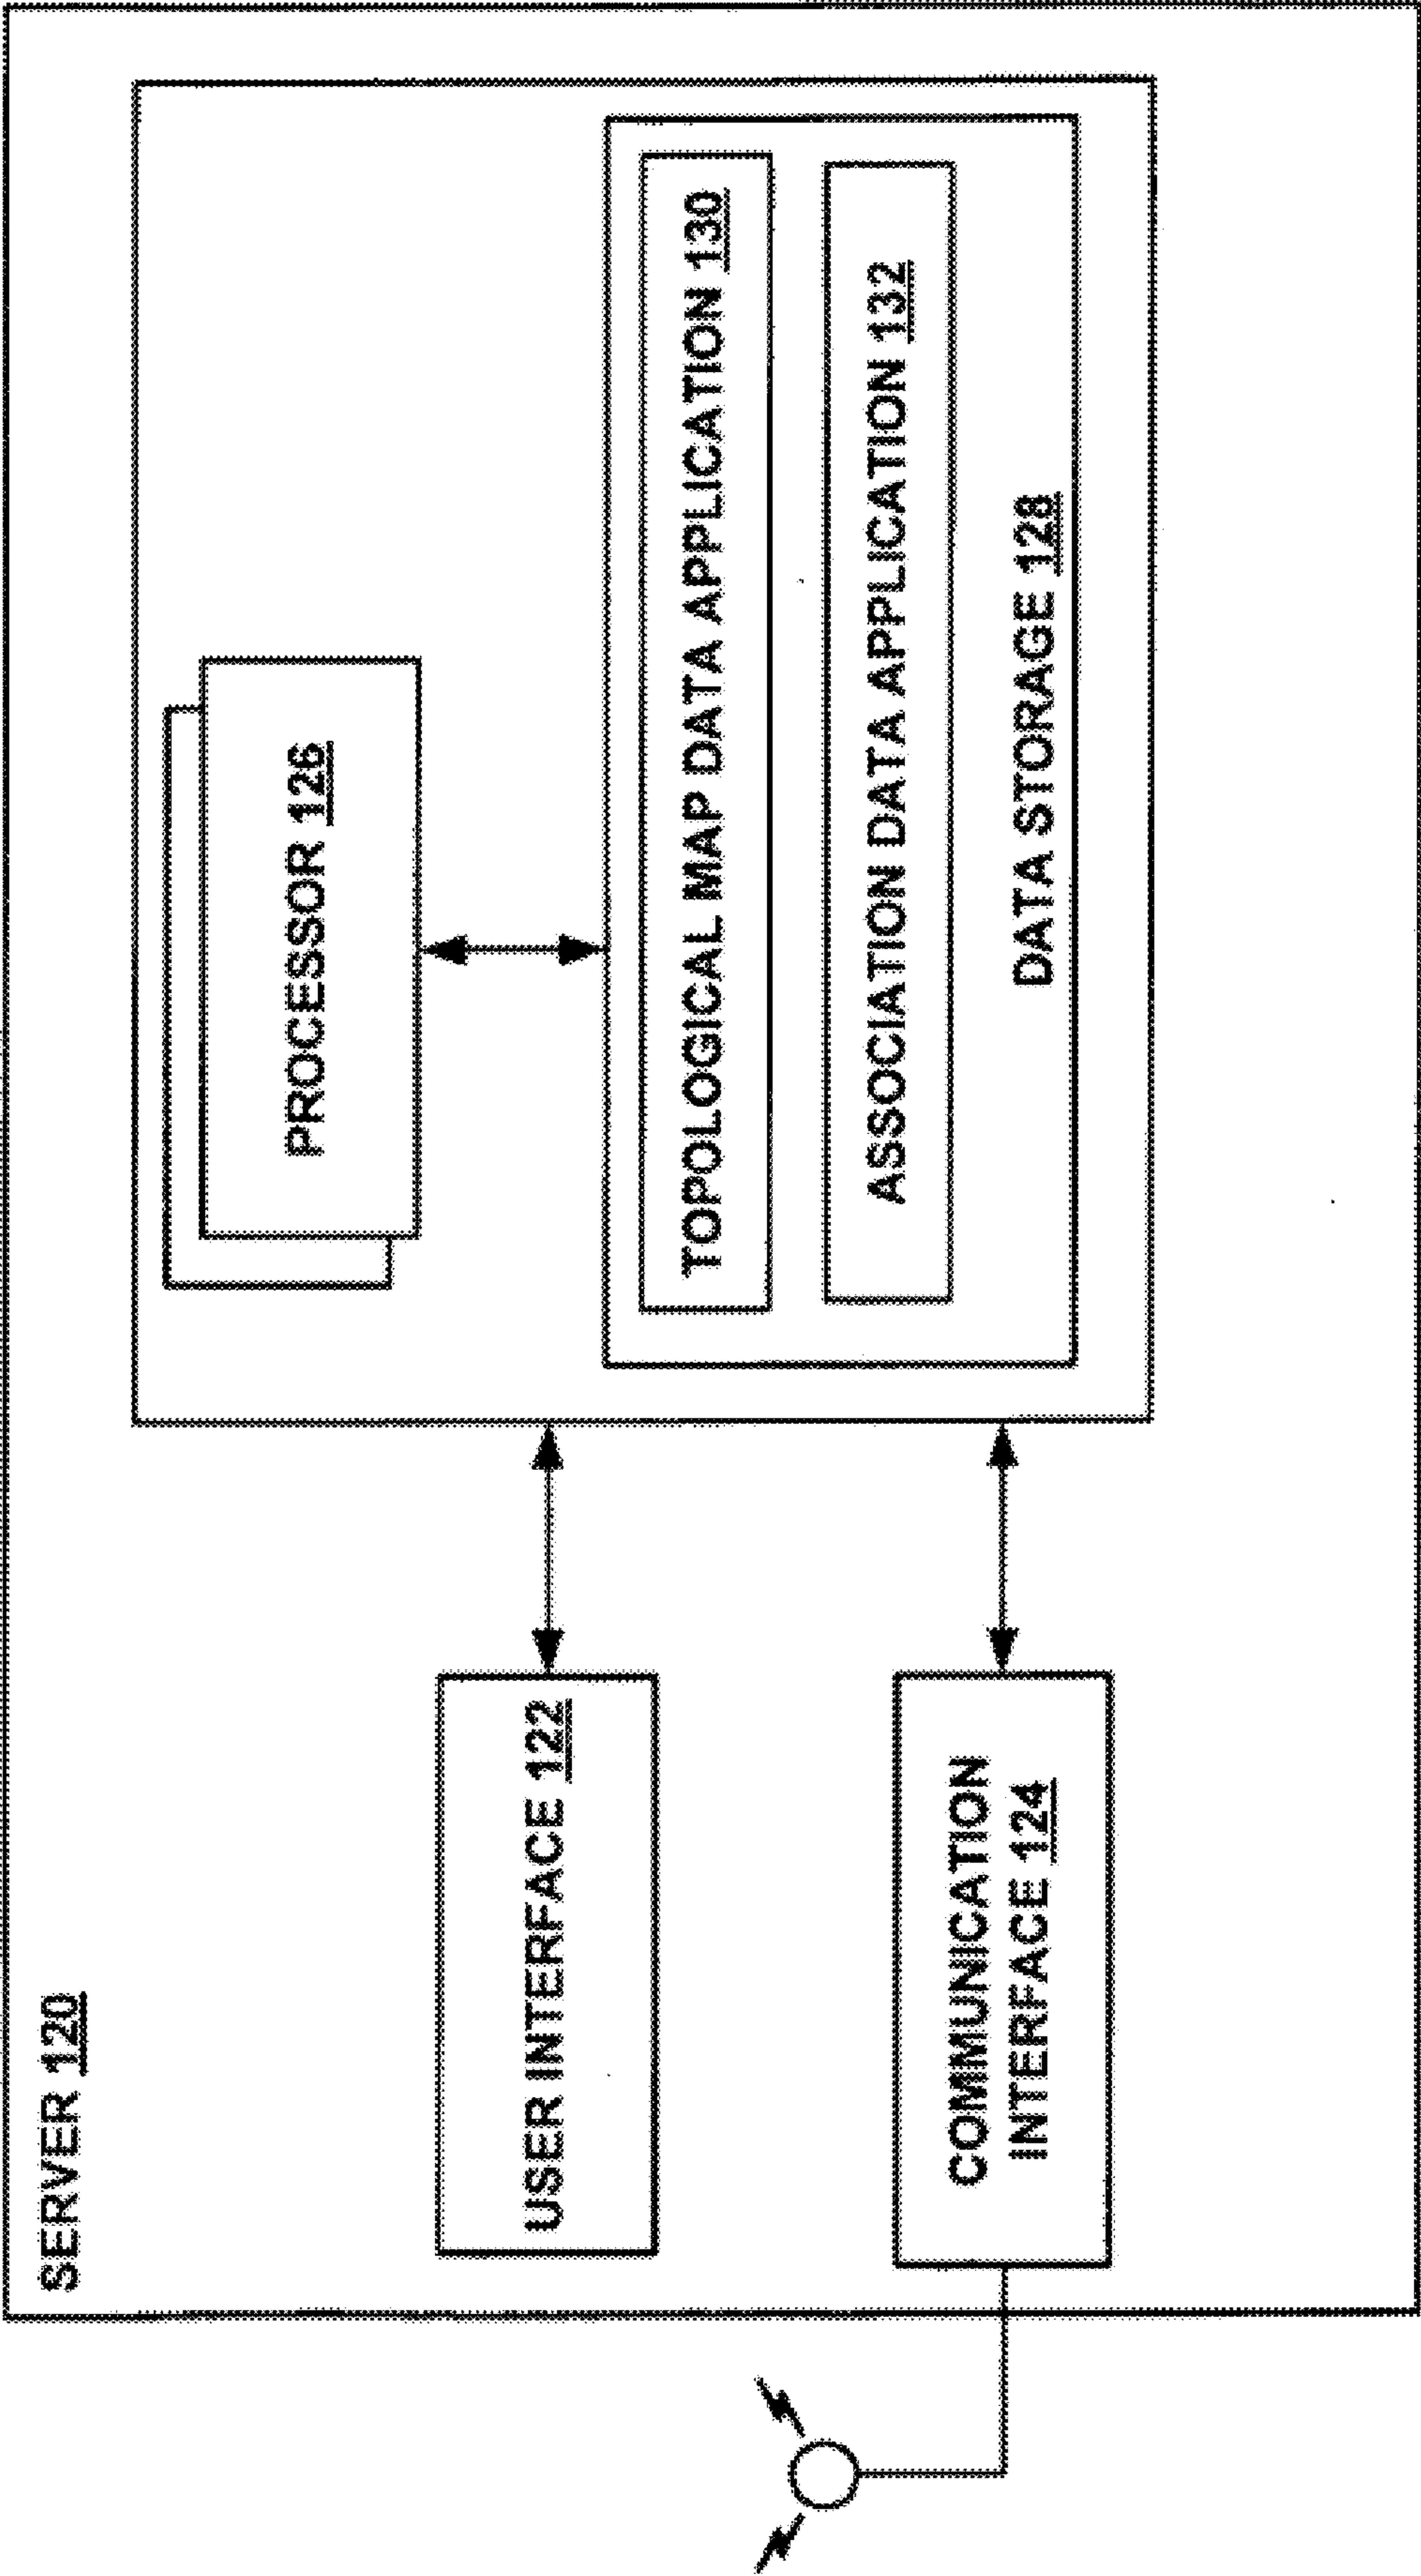 SERVER 120
USER INTERFACE 122
COMMUNICATION
INTERFACE 124
PROCESSOR 126
TOPOLOGICAL MAP DATA APPLICATION 130
ASSOCIATION DATA APPLICATION 132
DATA STORAGE 128